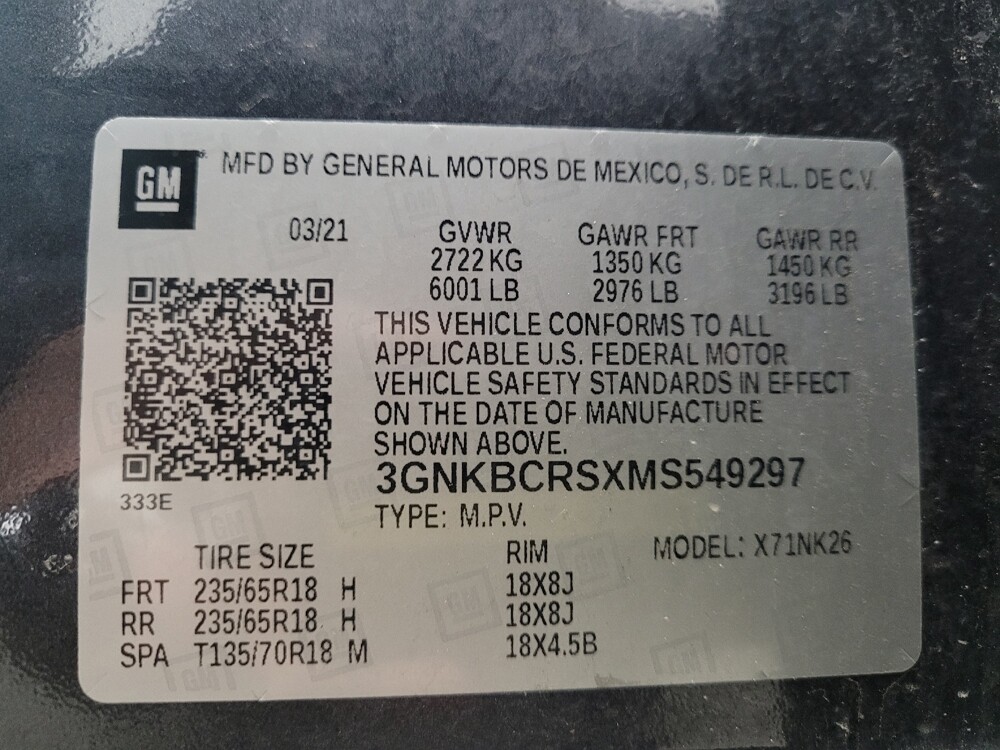 GM MFD BY GENERAL MOTORS DE MEXICO, S. DE R.L. DE C.V.
03/21 GVWR GAWR FRT GAWR RR
2722 KG 1350 KG 1450 KG
6001 LB 2976 LB 3196 LB
THIS VEHICLE CONFORMS TO ALL
APPLICABLE U.S. FEDERAL MOTOR
VEHICLE SAFETY STANDARDS IN EFFECT
ON THE DATE OF MANUFACTURE
SHOWN ABOVE.
3GNKBCRSXMS549297
333E
TYPE: M.P.V.
TIRE SIZE RIM MODEL: X71NK26
FRT 235/65R18 H 18X8J
RR 235/65R18 H 18X8J
SPA T135/70R18 M 18X4.5B